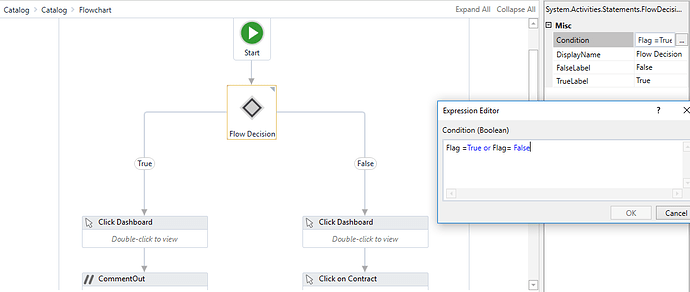 Catalog > Catalog > Flowchart
Expand All Collapse All
Start
Flow Decision
True
False
Click Dashboard
Double-click to view
CommentOut
Click Dashboard
Double-click to view
Click on Contract
System.Activities.Statements.FlowDecisi...
Misc
Condition Flag =True ...
DisplayName Flow Decision
FalseLabel False
TrueLabel True
Expression Editor
Condition (Boolean)
Flag =True or Flag= False
OK Cancel